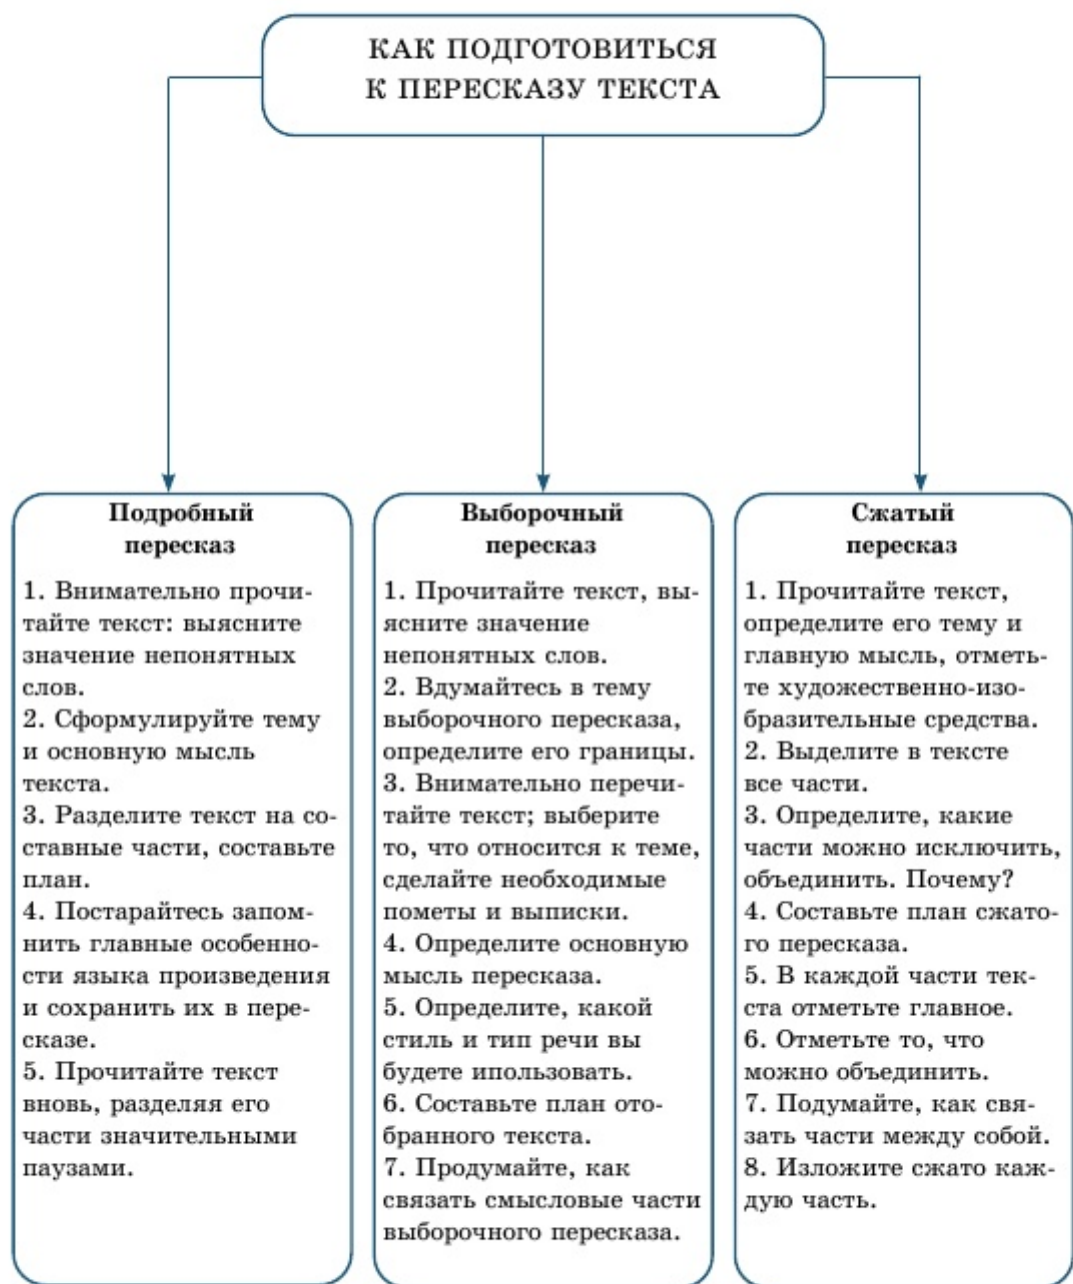 КАК ПОДГОТОВИТЬСЯ
К ПЕРЕСКАЗУ ТЕКСТА
Подробный
пересказ
1. Внимательно прочи-
тайте текст: выясните
значение непонятных
слов.
2. Сформулируйте тему
и основную мысль
текста.
3. Разделите текст на со-
ставные части, составьте
план.
4. Постарайтесь запом-
нить главные особенно-
сти языка произведения
и сохранить их в пере-
сказе.
5. Прочитайте текст
вновь, разделяя его
части значительными
паузами.
Выборочный
пересказ
1. Прочитайте текст, вы-
ясните значение
непонятных слов.
2. Вдумайтесь в тему
выборочного пересказа,
определите его границы.
3. Внимательно перечи-
тайте текст; выберите
то, что относится к теме,
сделайте необходимые
пометы и выписки.
4. Определите основную
мысль пересказа.
5. Определите, какой
стиль и тип речи вы
будете ипользовать.
6. Составьте план ото-
бранного текста.
7. Продумайте, как
связать смысловые части
выборочного пересказа.
Сжатый
пересказ
1. Прочитайте текст,
определите его тему и
главную мысль, отметь-
те художественно-изо-
бразительные средства.
2. Выделите в тексте
все части.
3. Определите, какие
части можно исключить,
объединить. Почему?
4. Составьте план сжато-
го пересказа.
5. В каждой части тек-
ста отметьте главное.
6. Отметьте то, что
можно объединить.
7. Подумайте, как свя-
зать части между собой.
8. Изложите сжато каж-
дую часть.